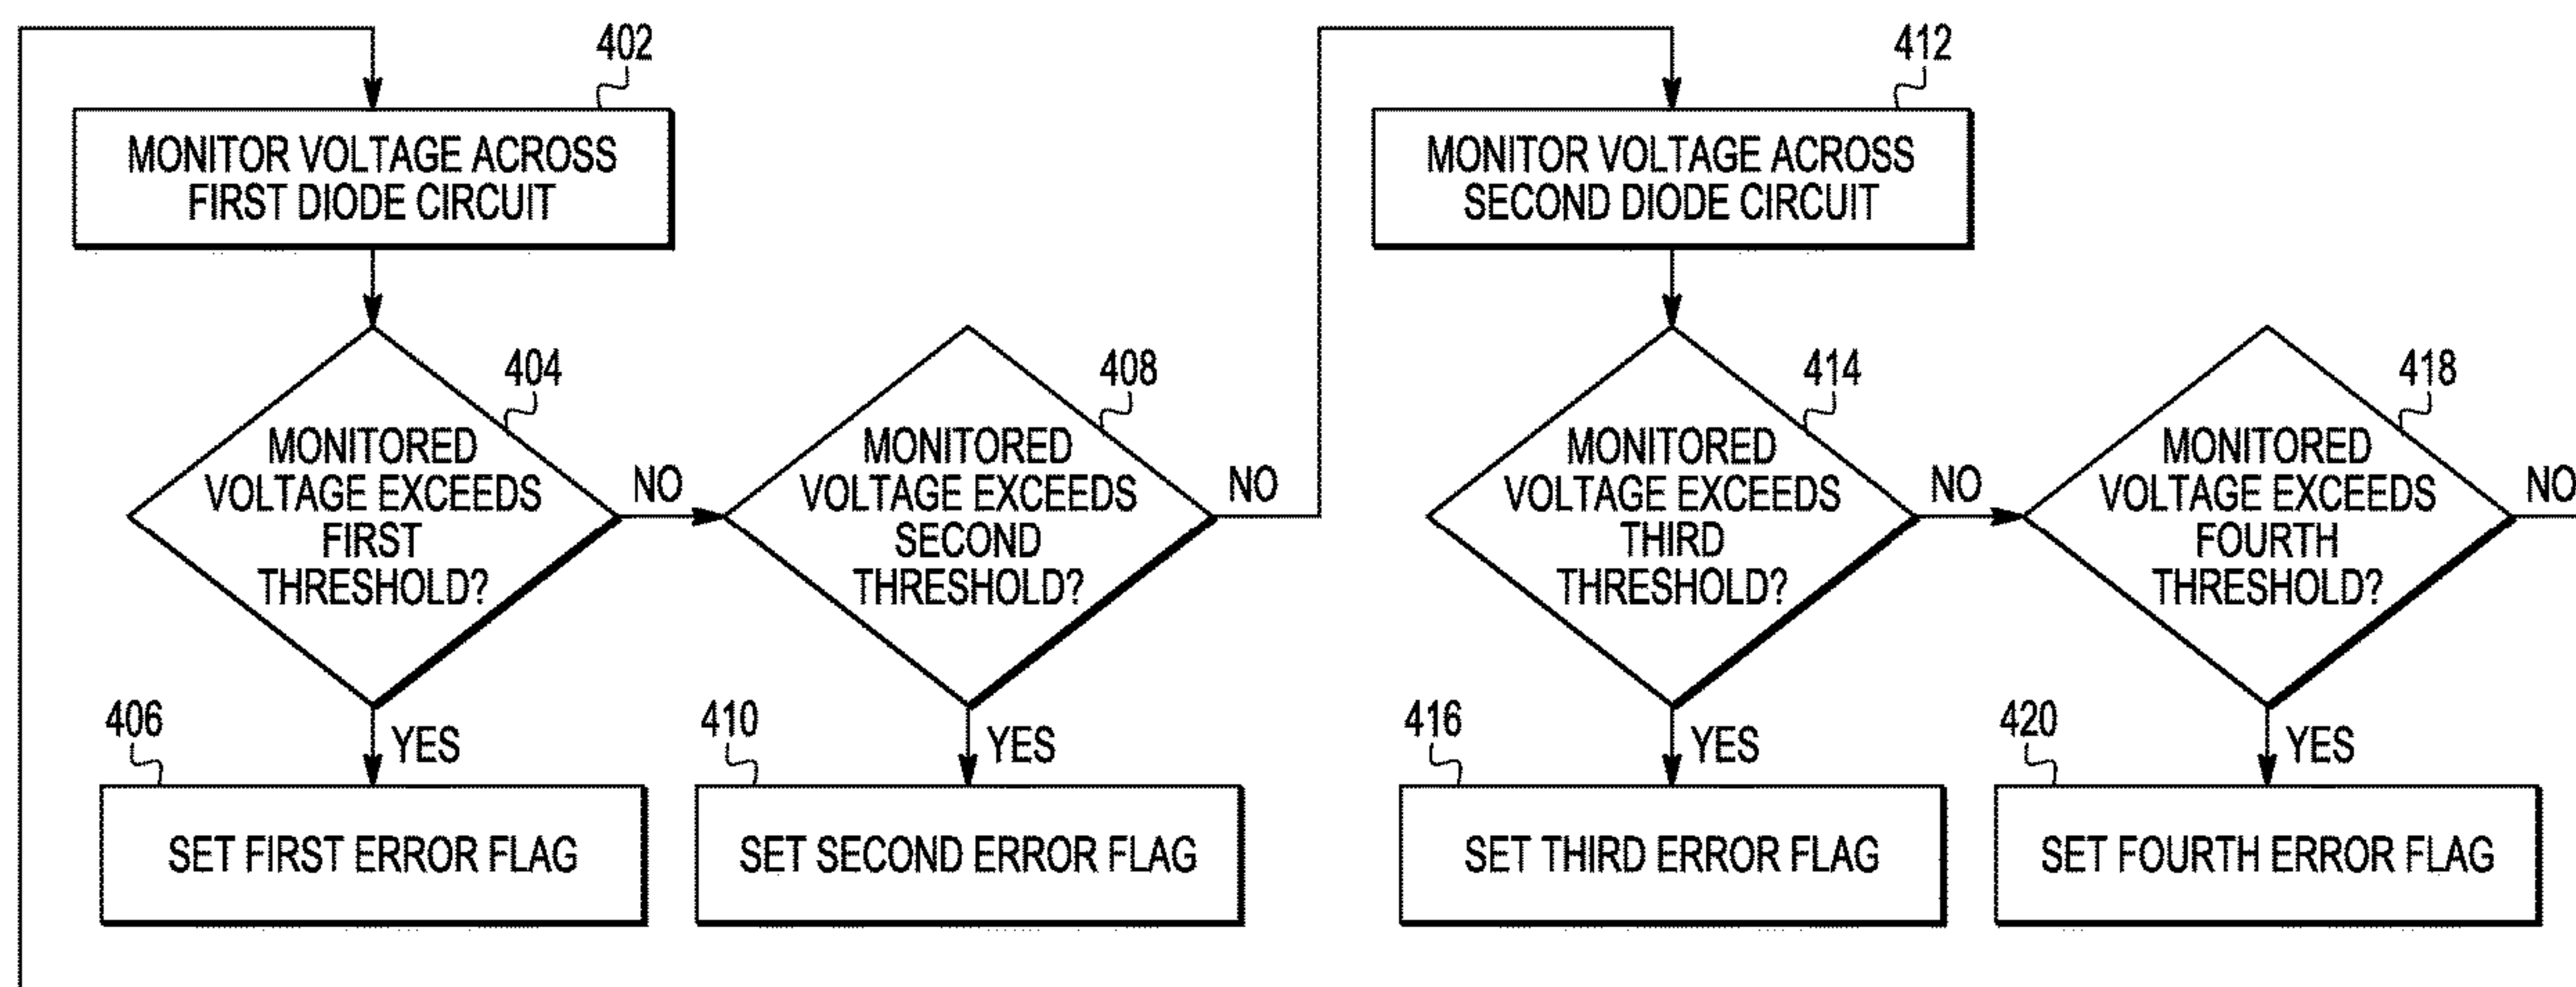 402
MONITOR VOLTAGE ACROSS
FIRST DIODE CIRCUIT
404
MONITORED
VOLTAGE EXCEEDS
FIRST
THRESHOLD?
NO
YES
406
SET FIRST ERROR FLAG
408
MONITORED
VOLTAGE EXCEEDS
SECOND
THRESHOLD?
NO
YES
410
SET SECOND ERROR FLAG
412
MONITOR VOLTAGE ACROSS
SECOND DIODE CIRCUIT
414
MONITORED
VOLTAGE EXCEEDS
THIRD
THRESHOLD?
NO
YES
416
SET THIRD ERROR FLAG
418
MONITORED
VOLTAGE EXCEEDS
FOURTH
THRESHOLD?
NO
YES
420
SET FOURTH ERROR FLAG